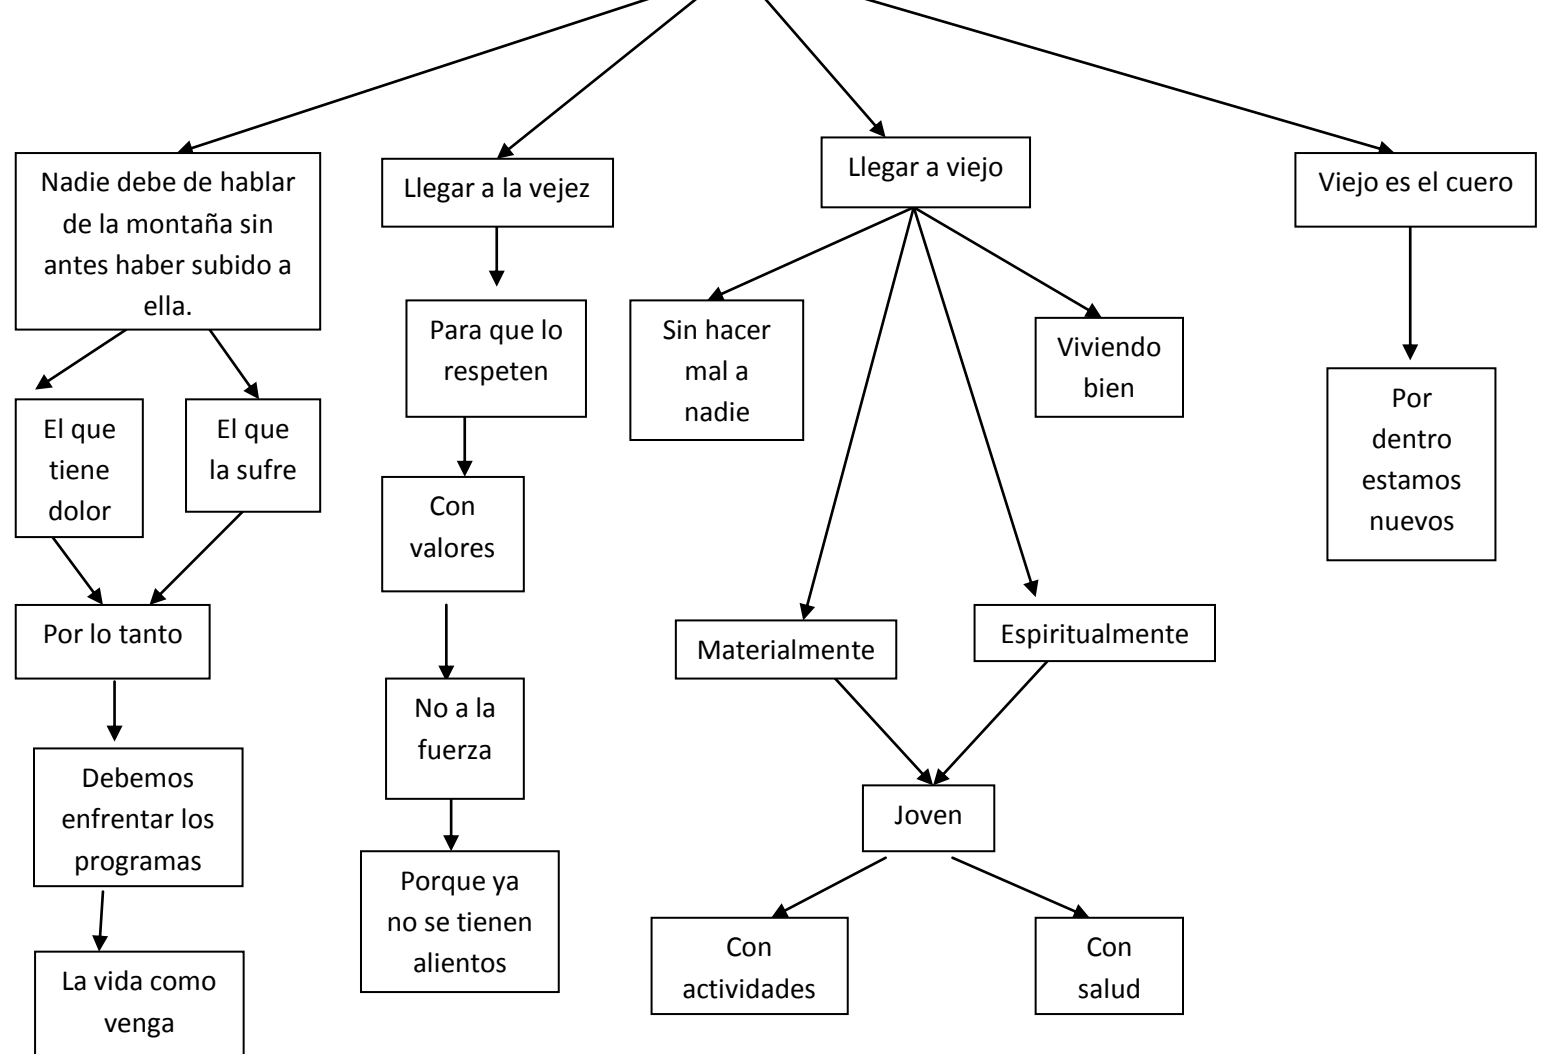 Nadie debe de hablar
de la montaña sin
antes haber subido a
ella.
Llegar a la vejez
Llegar a viejo
Viejo es el cuero
Para que lo
respeten
Sin hacer
mal a
nadie
Viviendo
bien
Por
dentro
estamos
nuevos
El que
tiene
dolor
El que
la sufre
Con
valores
Por lo tanto
Materialmente
Espiritualmente
No a la
fuerza
Debemos
enfrentar los
programas
Joven
Porque ya
no se tienen
alientos
Con
actividades
Con
salud
La vida como
venga